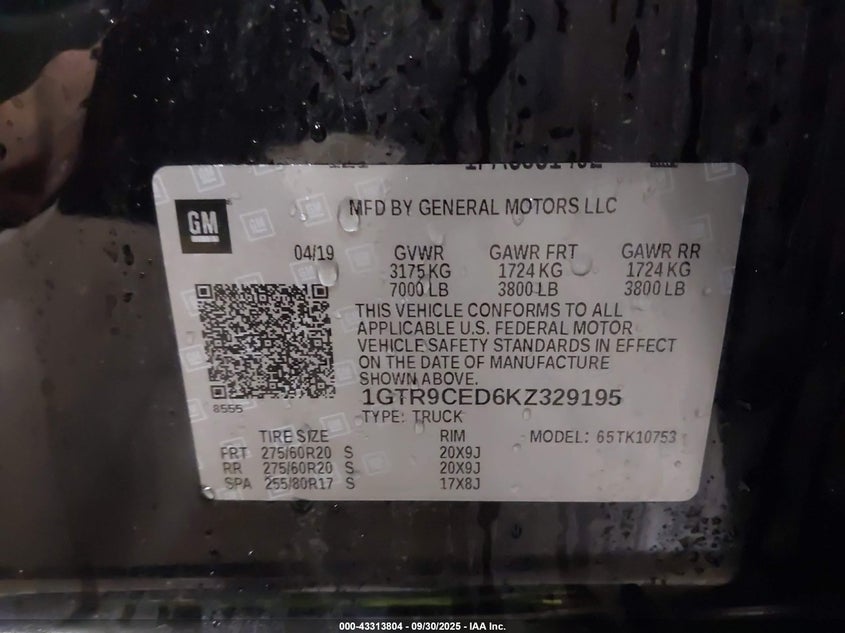 GM
MFD BY GENERAL MOTORS LLC
04/19 GVWR GAWR FRT GAWR RR
3175 KG 1724 KG 1724 KG
7000 LB 3800 LB 3800 LB
THIS VEHICLE CONFORMS TO ALL
APPLICABLE U.S. FEDERAL MOTOR
VEHICLE SAFETY STANDARDS IN EFFECT
ON THE DATE OF MANUFACTURE
SHOWN ABOVE.
8555
1GTR9CED6KZ329195
TYPE: TRUCK
TIRE SIZE RIM MODEL: 65TK10753
FRT 275/60R20 S 20X9J
RR 275/60R20 S 20X9J
SPA 255/80R17 S 17X8J
000-43313804 - 09/30/2025 - IAA Inc.